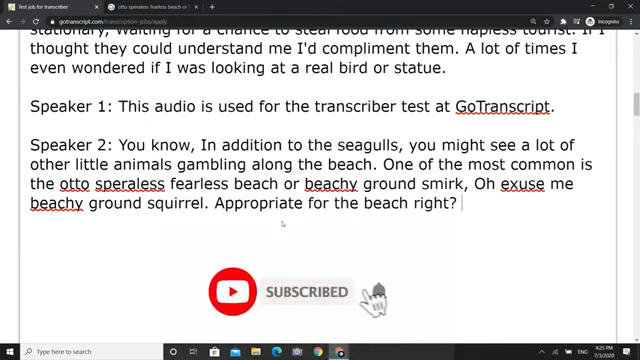 Test job for transcriber
otto speraless fearless beach or
Incognito
gotranscript.com/transcription-jobs/apply
stationary, Waiting for a chance to steal food from some hapless tourist. If I
thought they could understand me I'd compliment them. A lot of times I
even wondered if I was looking at a real bird or statue.
Speaker 1: This audio is used for the transcriber test at GoTranscript.
Speaker 2: You know, In addition to the seagulls, you might see a lot of
other little animals gambling along the beach. One of the most common is
the otto speraless fearless beach or beachy ground smirk, Oh exuse me
beachy ground squirrel. Appropriate for the beach right?
SUBSCRIBED
Type here to search
4:25 PM
7/3/2020